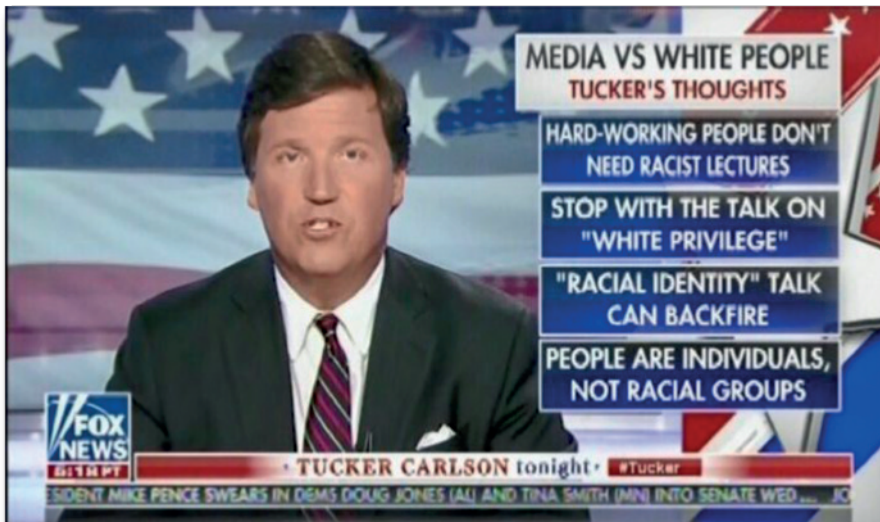 MEDIA VS WHITE PEOPLE
TUCKER'S THOUGHTS
HARD-WORKING PEOPLE DON'T
NEED RACIST LECTURES
STOP WITH THE TALK ON
"WHITE PRIVILEGE"
"RACIAL IDENTITY" TALK
CAN BACKFIRE
PEOPLE ARE INDIVIDUALS,
NOT RACIAL GROUPS
FOX
NEWS
PT
TUCKER CARLSON tonight
#Tucker
ESIDENT MIKE PENCE SWEARS IN DEMS DOUG JONES (AL) AND TINA SMITH (MN) INTO SENATE WED....